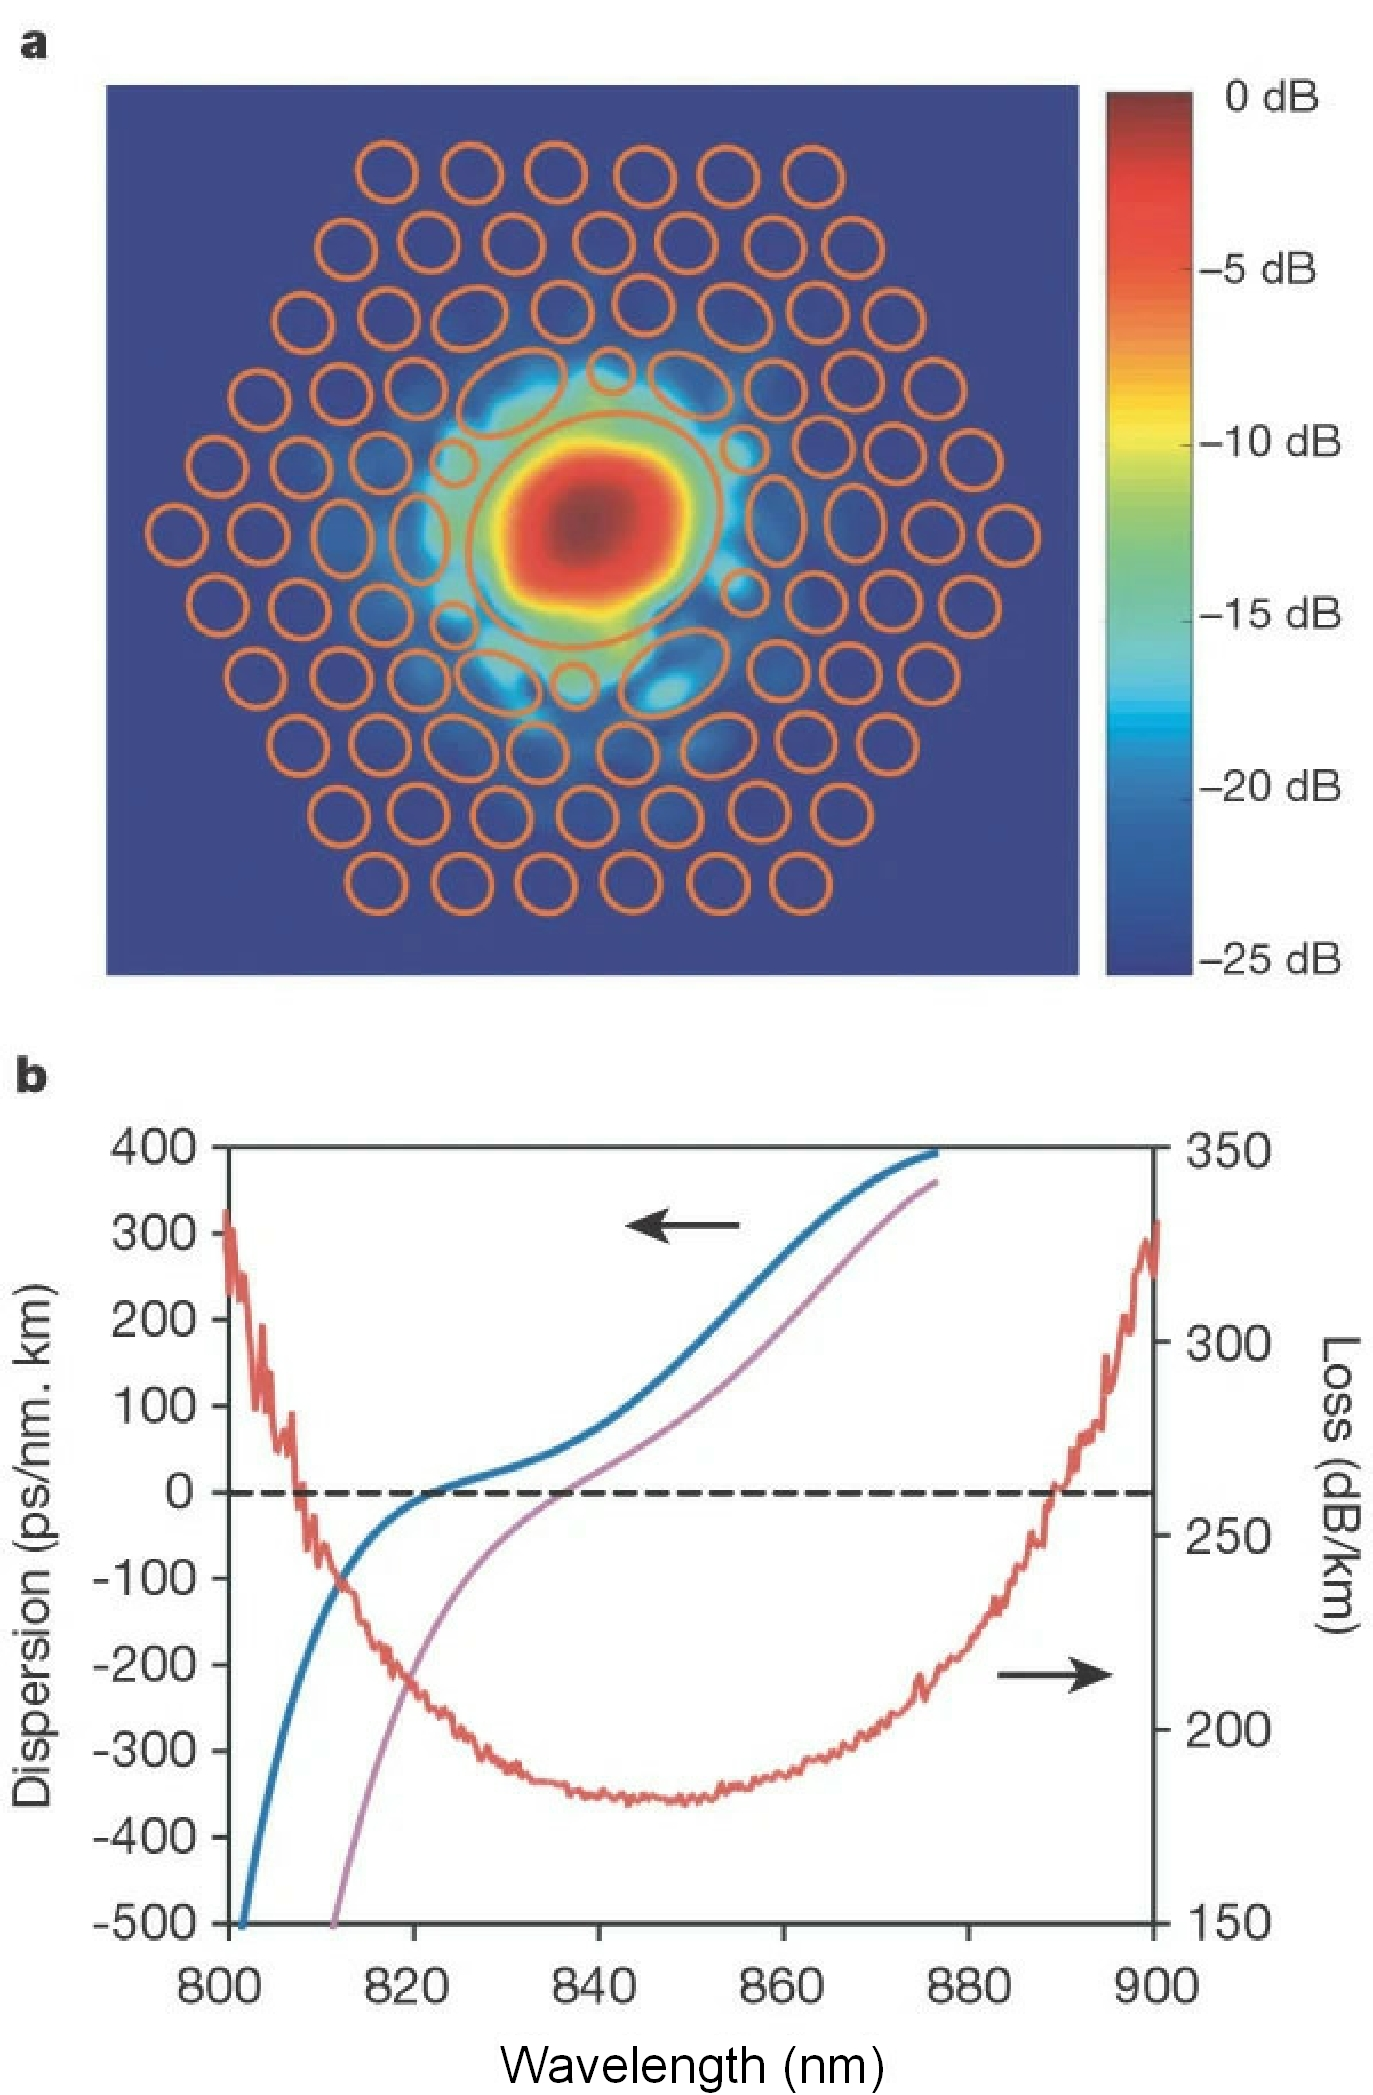 a
0 dB
–5 dB
–10 dB
–15 dB
–20 dB
–25 dB
b
400
300
200
100
0
-100
-200
-300
-400
-500
Dispersion (ps/nm. km)
350
300
250
200
150
Loss (dB/km)
800 820 840 860 880 900
Wavelength (nm)